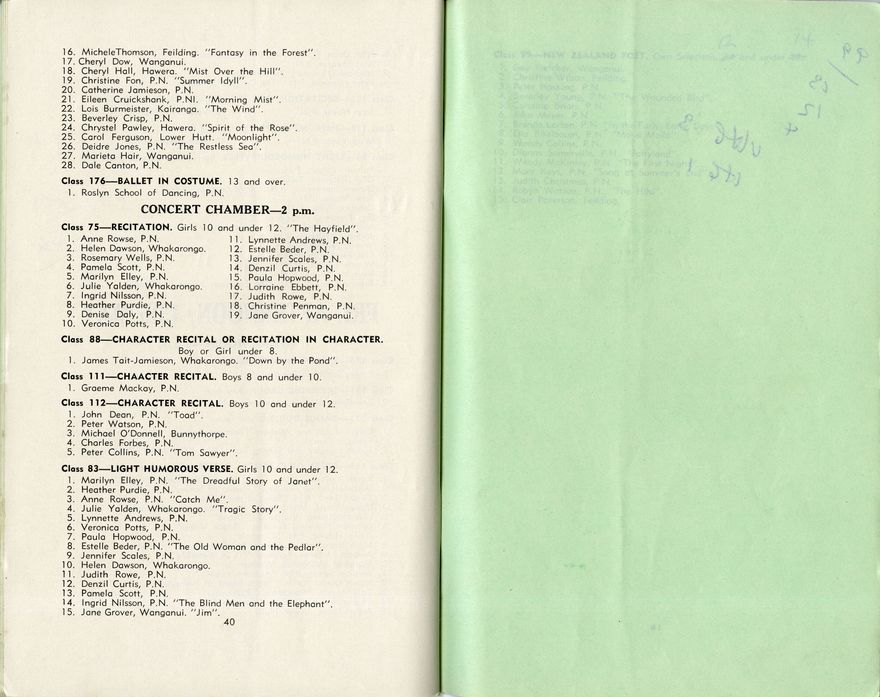 16. MicheleThomson, Feilding. "Fantasy in the Forest".
17. Cheryl Dow, Wanganui.
18. Cheryl Hall, Hawera. "Mist Over the Hill".
19. Christine Fon, P.N. "Summer Idyll".
20. Catherine Jamieson, P.N.
21. Eileen Cruickshank, P.NI. "Morning Mist".
22. Lois Burmeister, Kairanga. "The Wind".
23. Beverley Crisp, P.N.
24. Chrystel Pawley, Hawera. "Spirit of the Rose".
25. Carol Ferguson, Lower Hutt. "Moonlight".
26. Deidre Jones, P.N. "The Restless Sea".
27. Marieta Hair, Wanganui.
28. Dale Canton, P.N.
Class 176—BALLET IN COSTUME. 13 and over.
1. Roslyn School of Dancing, P.N.
CONCERT CHAMBER—2 p.m.
Class 75—RECITATION. Girls 10 and under 12. "The Hayfield".
1. Anne Rowse, P.N.
2. Helen Dawson, Whakarongo.
3. Rosemary Wells, P.N.
4. Pamela Scott, P.N.
5. Marilyn Elley, P.N.
6. Julie Yalden, Whakarongo.
7. Ingrid Nilsson, P.N.
8. Heather Purdie, P.N.
9. Denise Daly, P.N.
10. Veronica Potts, P.N.
11. Lynnette Andrews, P.N.
12. Estelle Beder, P.N.
13. Jennifer Scales, P.N.
14. Denzil Curtis, P.N.
15. Paula Hopwood, P.N.
16. Lorraine Ebbett, P.N.
17. Judith Rowe, P.N.
18. Christine Penman, P.N.
19. Jane Grover, Wanganui.
Class 88—CHARACTER RECITAL OR RECITATION IN CHARACTER.
Boy or Girl under 8.
1. James Tait-Jamieson, Whakarongo. "Down by the Pond".
Class 111—CHAACTER RECITAL. Boys 8 and under 10.
1. Graeme Mackay, P.N.
Class 112—CHARACTER RECITAL. Boys 10 and under 12.
1. John Dean, P.N. "Toad".
2. Peter Watson, P.N.
3. Michael O'Donnell, Bunnythorpe.
4. Charles Forbes, P.N.
5. Peter Collins, P.N. "Tom Sawyer".
Class 83—LIGHT HUMOROUS VERSE. Girls 10 and under 12.
1. Marilyn Elley, P.N. "The Dreadful Story of Janet".
2. Heather Purdie, P.N.
3. Anne Rowse, P.N. "Catch Me".
4. Julie Yalden, Whakarongo. "Tragic Story".
5. Lynnette Andrews, P.N.
6. Veronica Potts, P.N.
7. Paula Hopwood, P.N.
8. Estelle Beder, P.N. "The Old Woman and the Pedlar".
9. Jennifer Scales, P.N.
10. Helen Dawson, Whakarongo.
11. Judith Rowe, P.N.
12. Denzil Curtis, P.N.
13. Pamela Scott, P.N.
14. Ingrid Nilsson, P.N. "The Blind Men and the Elephant".
15. Jane Grover, Wanganui. "Jim".
40